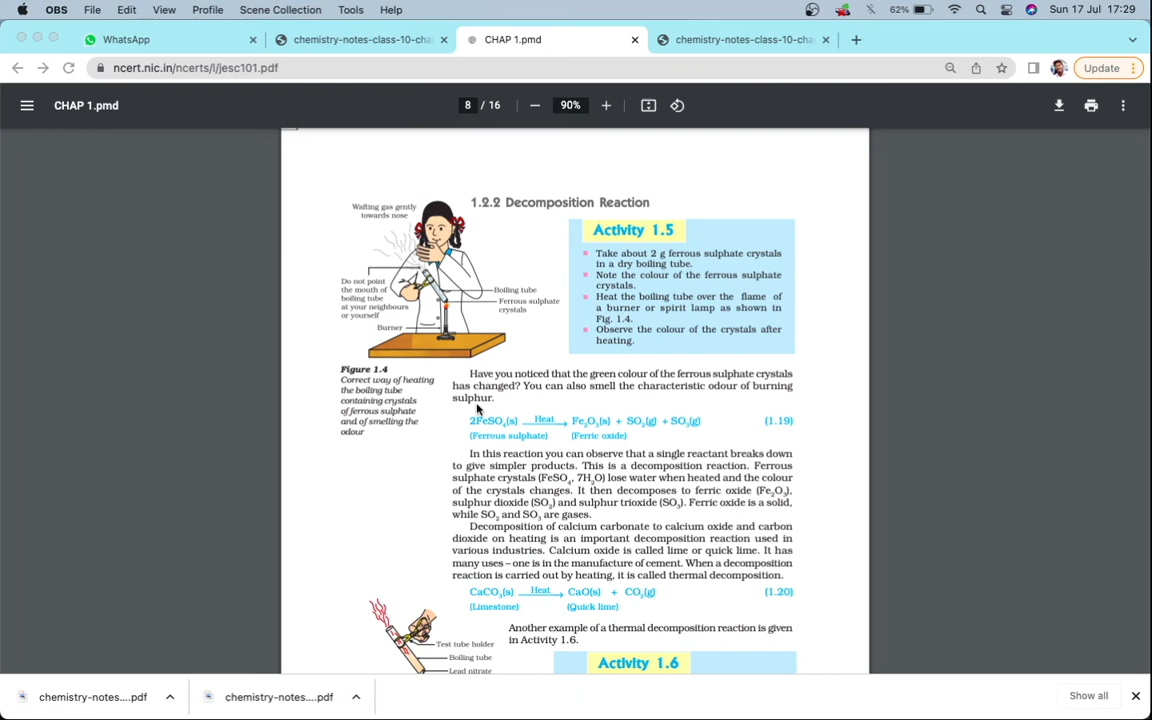 OBS File Edit View Profile Scene Collection Tools Help 62% Sun 17 Jul 17:29
WhatsApp chemistry-notes-class-10-cha CHAP 1.pmd chemistry-notes-class-10-cha
ncert.nic.in/ncerts/l/jesc101.pdf Update
CHAP 1.pmd 8 / 16 90%
Wafting gas gently
towards nose
Do not point
the mouth of
boiling tube
at your neighbours
or yourself
Burner
Boiling tube
Ferrous sulphate
crystals
Figure 1.4
Correct way of heating
the boiling tube
containing crystals
of ferrous sulphate
and of smelling the
odour
1.2.2 Decomposition Reaction
Activity 1.5
Take about 2 g ferrous sulphate crystals
in a dry boiling tube.
Note the colour of the ferrous sulphate
crystals.
Heat the boiling tube over the flame of
a burner or spirit lamp as shown in
Fig. 1.4.
Observe the colour of the crystals after
heating.
Have you noticed that the green colour of the ferrous sulphate crystals
has changed? You can also smell the characteristic odour of burning
sulphur.
2FeSO₄(s) Heat → Fe₂O₃(s) + SO₂(g) + SO₃(g) (1.19)
(Ferrous sulphate) (Ferric oxide)
In this reaction you can observe that a single reactant breaks down
to give simpler products. This is a decomposition reaction. Ferrous
sulphate crystals (FeSO₄, 7H₂O) lose water when heated and the colour
of the crystals changes. It then decomposes to ferric oxide (Fe₂O₃),
sulphur dioxide (SO₂) and sulphur trioxide (SO₃). Ferric oxide is a solid,
while SO₂ and SO₃ are gases.
Decomposition of calcium carbonate to calcium oxide and carbon
dioxide on heating is an important decomposition reaction used in
various industries. Calcium oxide is called lime or quick lime. It has
many uses – one is in the manufacture of cement. When a decomposition
reaction is carried out by heating, it is called thermal decomposition.
CaCO₃(s) Heat → CaO(s) + CO₂(g) (1.20)
(Limestone) (Quick lime)
Another example of a thermal decomposition reaction is given
in Activity 1.6.
Test tube holder
Boiling tube
Lead nitrate
Activity 1.6
chemistry-notes....pdf chemistry-notes....pdf Show all